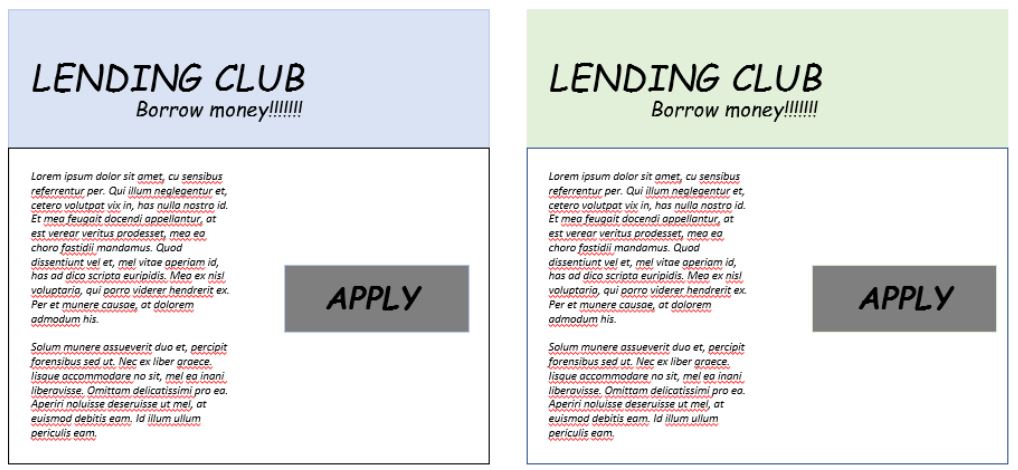 LENDING CLUB
Borrow money!!!!!!!
Lorem ipsum dolor sit amet, cu sensibus
referrentur per. Qui illum neglegentur et,
cetero volutpat vix in, has nulla nostro id.
Et mea feugait docendi appellantur, at
est verear veritus prodesset, mea ea
choro fastidii mandamus. Quod
dissentiunt vel et, mel vitae aperiam id,
has ad dico scripta euripidis. Mea ex nisl
voluptaria, qui porro viderer hendrerit ex.
Per et munere causae, at dolorem
admodum his.
Solum munere assueverit duo et, percipit
forensibus sed ut. Nec ex liber graece.
Iisque accommodare no sit, mel ea inani
liberavisse. Omittam delicatissimi pro ea.
Aperiri noluisse deseruisse ut mel, at
euismod debitis eam. Id illum ullum
periculis eam.
APPLY
LENDING CLUB
Borrow money!!!!!!!
Lorem ipsum dolor sit amet, cu sensibus
referrentur per. Qui illum neglegentur et,
cetero volutpat vix in, has nulla nostro id.
Et mea feugait docendi appellantur, at
est verear veritus prodesset, mea ea
choro fastidii mandamus. Quod
dissentiunt vel et, mel vitae aperiam id,
has ad dico scripta euripidis. Mea ex nisl
voluptaria, qui porro viderer hendrerit ex.
Per et munere causae, at dolorem
admodum his.
Solum munere assueverit duo et, percipit
forensibus sed ut. Nec ex liber graece.
Iisque accommodare no sit, mel ea inani
liberavisse. Omittam delicatissimi pro ea.
Aperiri noluisse deseruisse ut mel, at
euismod debitis eam. Id illum ullum
periculis eam.
APPLY